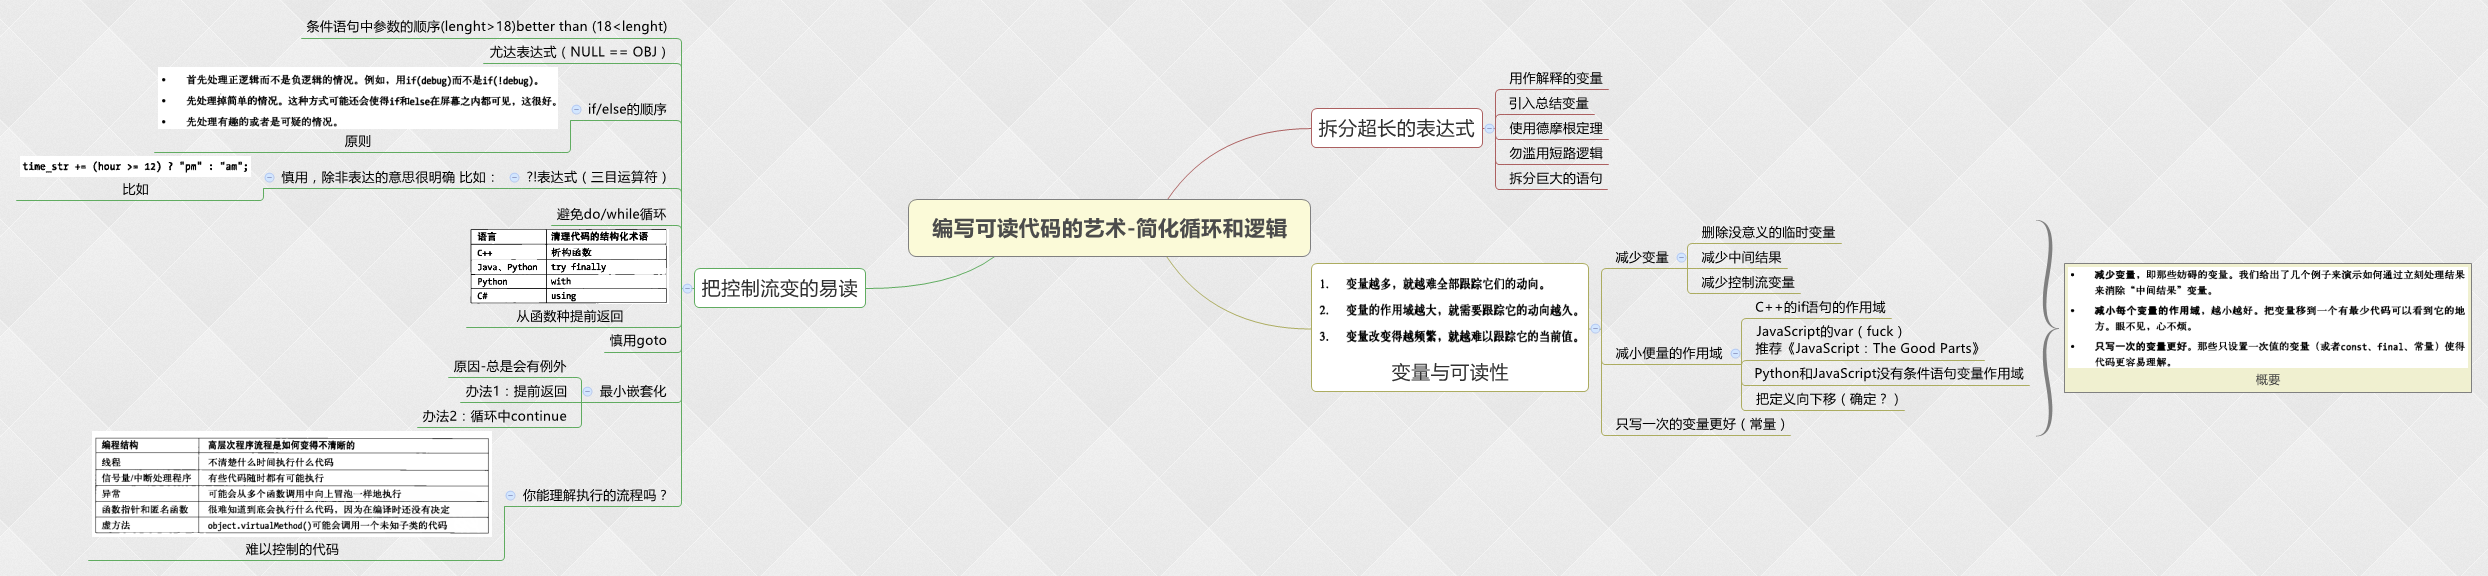 编写可读代码的艺术-简化循环和逻辑
拆分超长的表达式
用作解释的变量
引入总结变量
使用德摩根定理
勿滥用短路逻辑
拆分巨大的语句
1. 变量越多，就越难全部跟踪它们的动向。
2. 变量的作用域越大，就需要跟踪它的动向越久。
3. 变量改变得越频繁，就越难以跟踪它的当前值。
变量与可读性
减少变量
删除没意义的临时变量
减少中间结果
减少控制流变量
减小便量的作用域
C++的if语句的作用域
JavaScript的var（fuck）
推荐《JavaScript：The Good Parts》
Python和JavaScript没有条件语句变量作用域
把定义向下移（确定？）
只写一次的变量更好（常量）
• 减少变量，即那些妨碍的变量。我们给出了几个例子来演示如何通过立刻处理结果
来消除“中间结果”变量。
• 减小每个变量的作用域，越小越好。把变量移到一个有最少代码可以看到它的地
方。眼不见，心不烦。
• 只写一次的变量更好。那些只设置一次值的变量（或者const、final、常量）使得
代码更容易理解。
概要
把控制流变的易读
条件语句中参数的顺序(lenght>18)better than (18<lenght)
尤达表达式（NULL == OBJ）
if/else的顺序
• 首先处理正逻辑而不是负逻辑的情况。例如，用if(debug)而不是if(!debug)。
• 先处理掉简单的情况。这种方式可能还会使得if和else在屏幕之内都可见，这很好。
• 先处理有趣的或者是可疑的情况。
原则
?!表达式（三目运算符）
慎用，除非表达的意思很明确 比如：
time_str += (hour >= 12) ? "pm" : "am";
比如
避免do/while循环
语言 清理代码的结构化术语
C++ 析构函数
Java、Python try finally
Python with
C# using
从函数种提前返回
慎用goto
最小嵌套化
原因-总是会有例外
办法1：提前返回
办法2：循环中continue
你能理解执行的流程吗？
编程结构 高层次程序流程是如何变得不清晰的
线程 不清楚什么时间执行什么代码
信号量/中断处理程序 有些代码随时都有可能执行
异常 可能会从多个函数调用中向上冒泡一样地执行
函数指针和匿名函数 很难知道到底会执行什么代码，因为在编译时还没有决定
虚方法 object.virtualMethod()可能会调用一个未知子类的代码
难以控制的代码